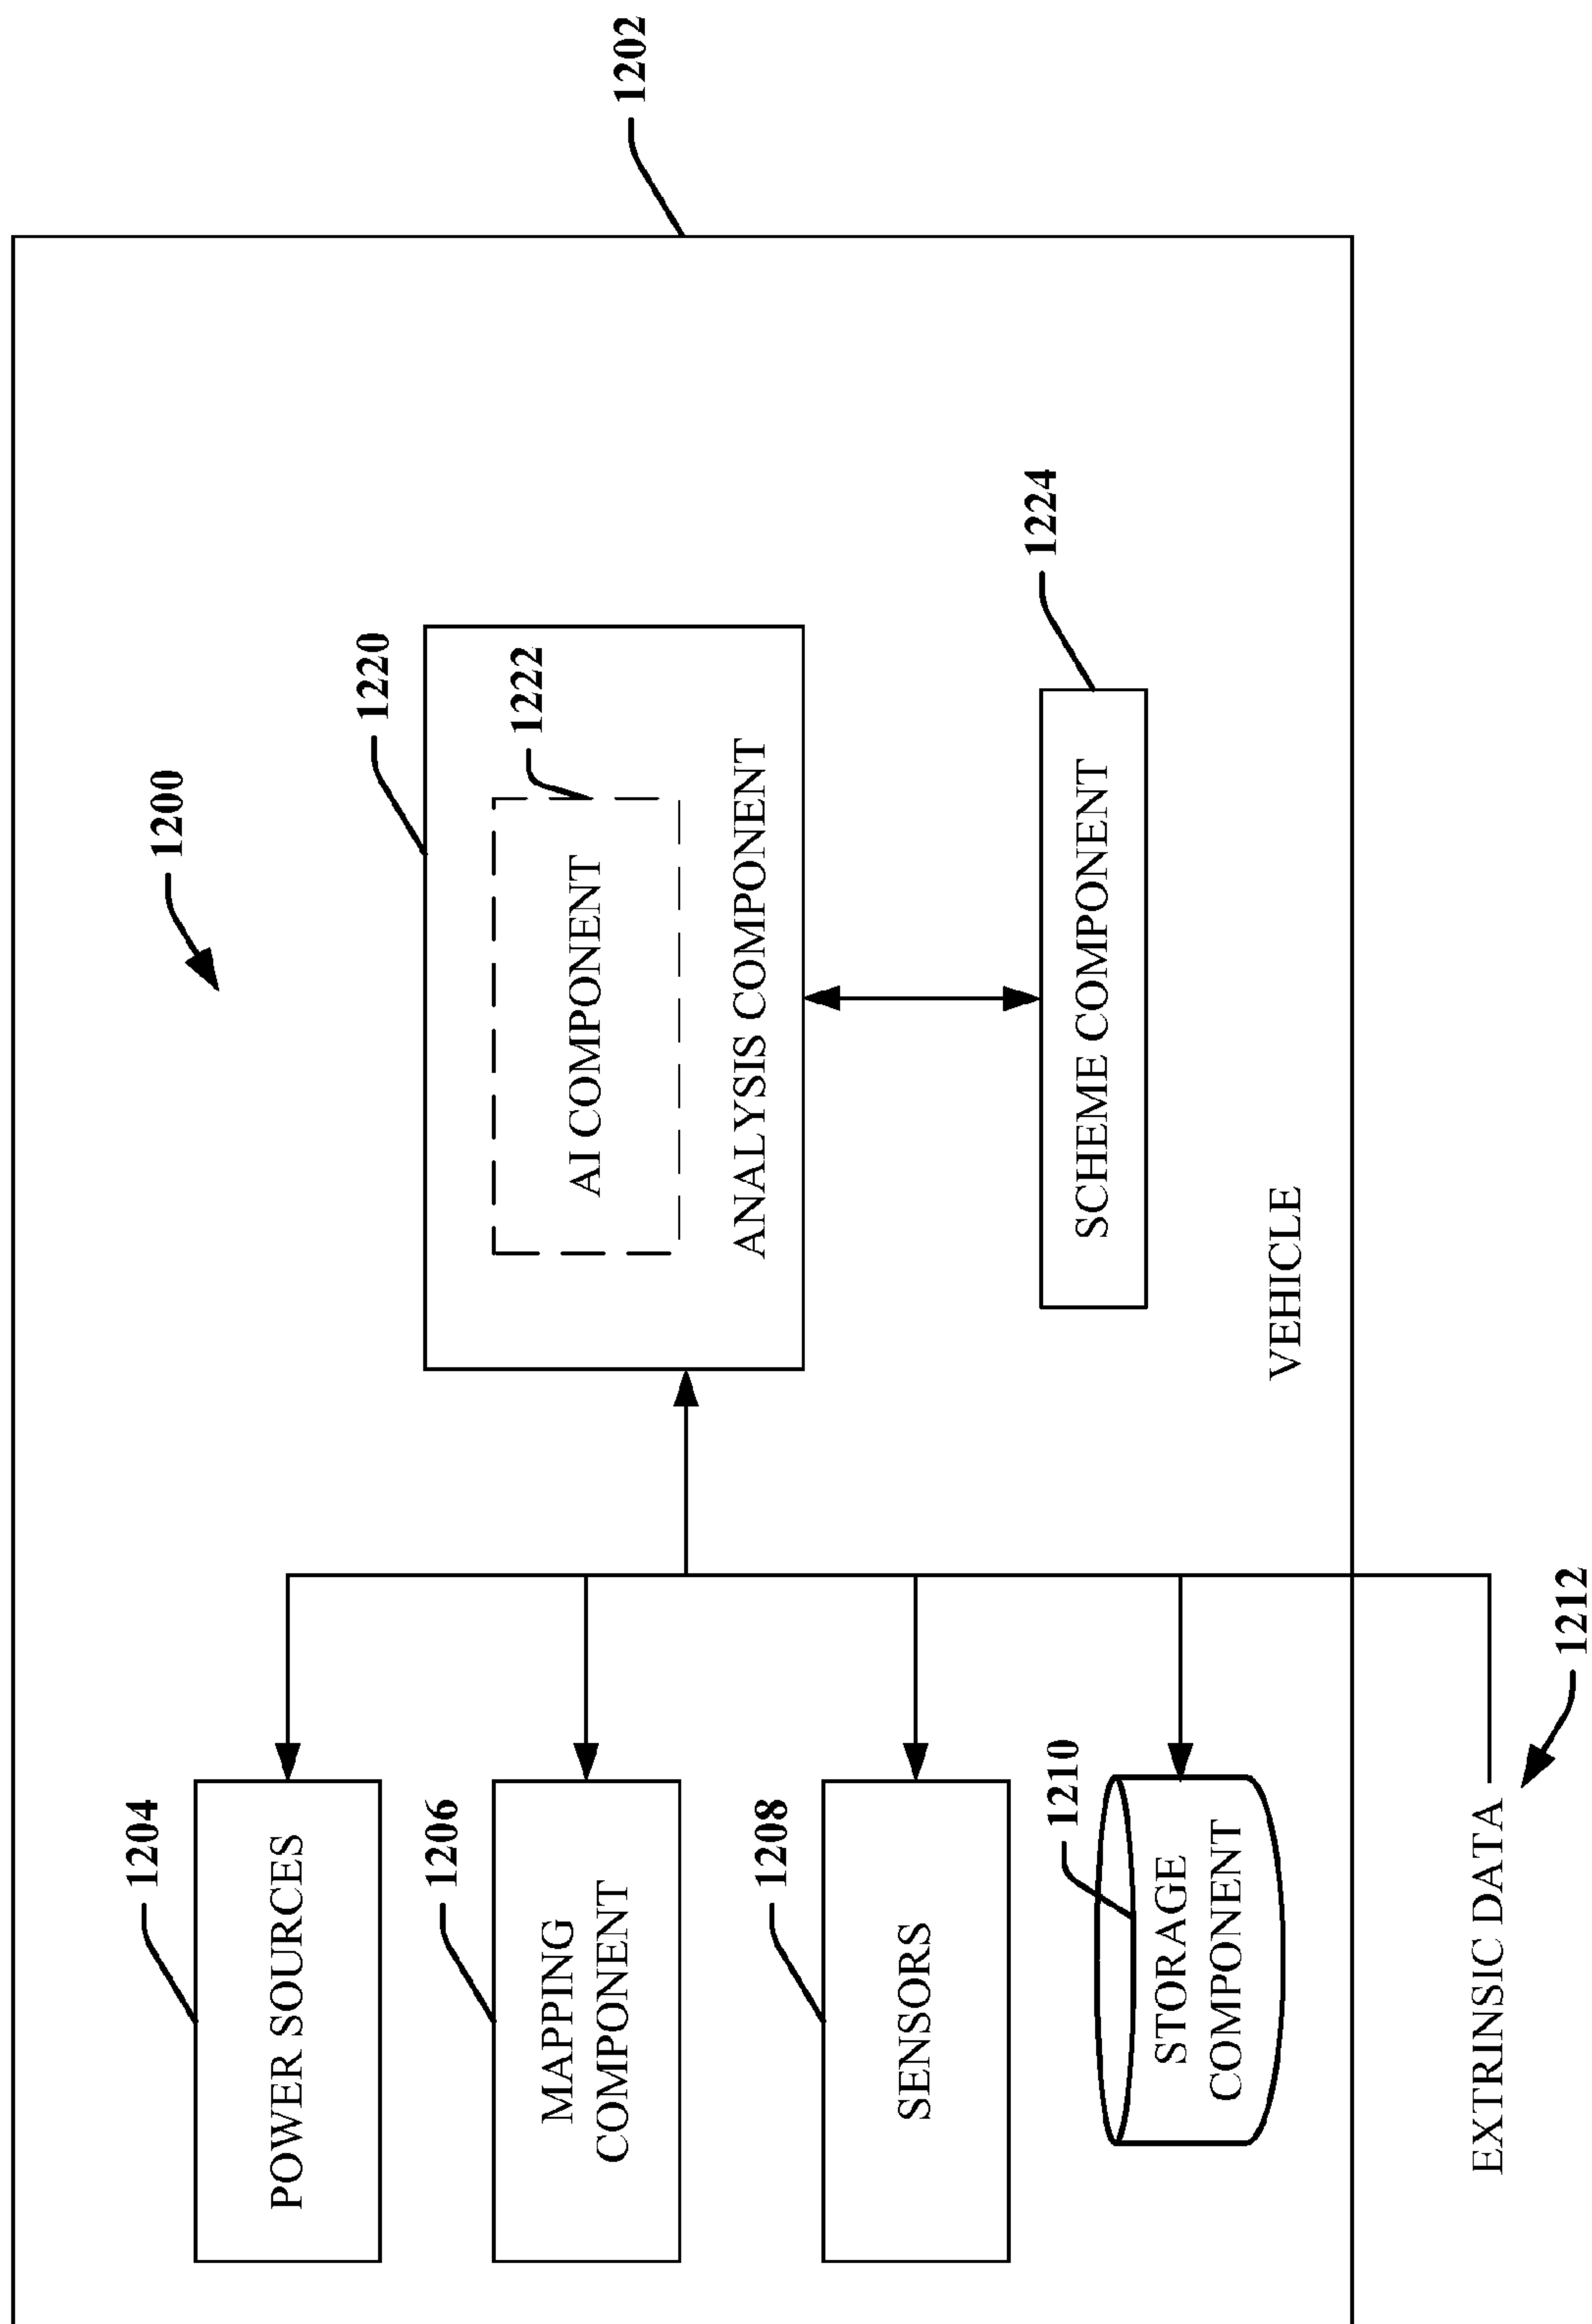 1200
1202
1204
POWER SOURCES
1206
MAPPING
COMPONENT
1208
SENSORS
1210
STORAGE
COMPONENT
EXTRINSIC DATA
1212
1220
1222
AI COMPONENT
ANALYSIS COMPONENT
1224
SCHEME COMPONENT
VEHICLE